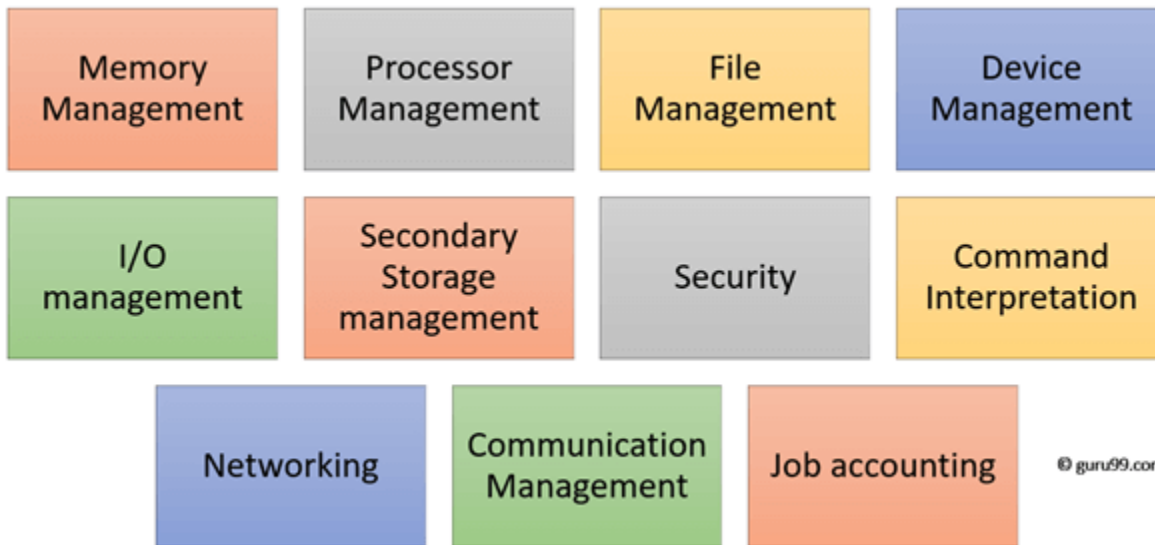 Memory
Management
Processor
Management
File
Management
Device
Management
I/O
management
Secondary
Storage
management
Security
Command
Interpretation
Networking
Communication
Management
Job accounting
© guru99.com